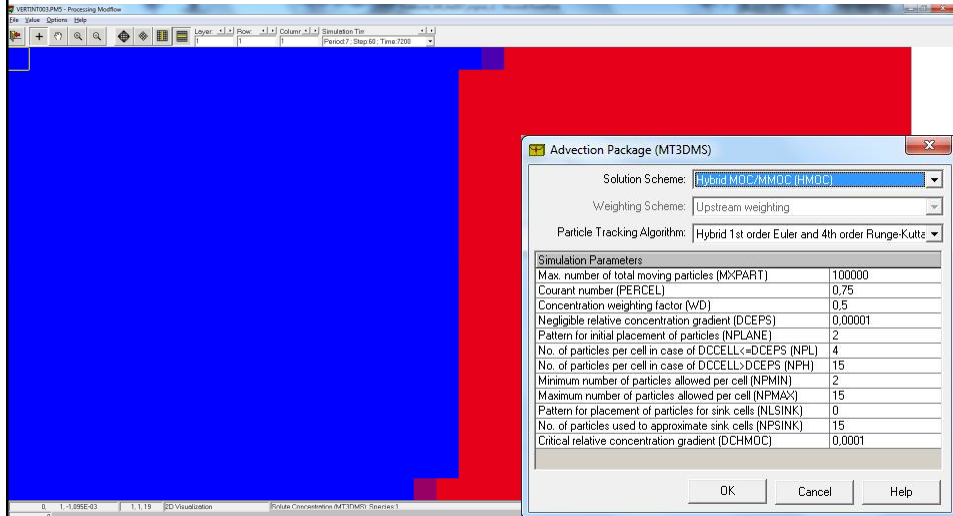 VERTINT003.PM5 - Processing Modflow
File Value Options Help
Layer: Row: Column: Simulation Tim
1 1 1 Period:7 ; Step:60 ; Time:7200
Advection Package (MT3DMS)
Solution Scheme: Hybrid MOC/MMOC (HMOC)
Weighting Scheme: Upstream weighting
Particle Tracking Algorithm: Hybrid 1st order Euler and 4th order Runge-Kutta
Simulation Parameters
Max. number of total moving particles (MXPART) 100000
Courant number (PERCEL) 0,75
Concentration weighting factor (WD) 0,5
Negligible relative concentration gradient (DCEPS) 0,00001
Pattern for initial placement of particles (NPLANE) 2
No. of particles per cell in case of DCCELL<=DCEPS (NPL) 4
No. of particles per cell in case of DCCELL>DCEPS (NPH) 15
Minimum number of particles allowed per cell (NPMIN) 2
Maximum number of particles allowed per cell (NPMAX) 15
Pattern for placement of particles for sink cells (NLSINK) 0
No. of particles used to approximate sink cells (NPSINK) 15
Critical relative concentration gradient (DCHMOC) 0,0001
OK Cancel Help
0, 1,-1,095E-03 1, 1, 19 2D Visualization Solute Concentration (MT3DMS): Species 1